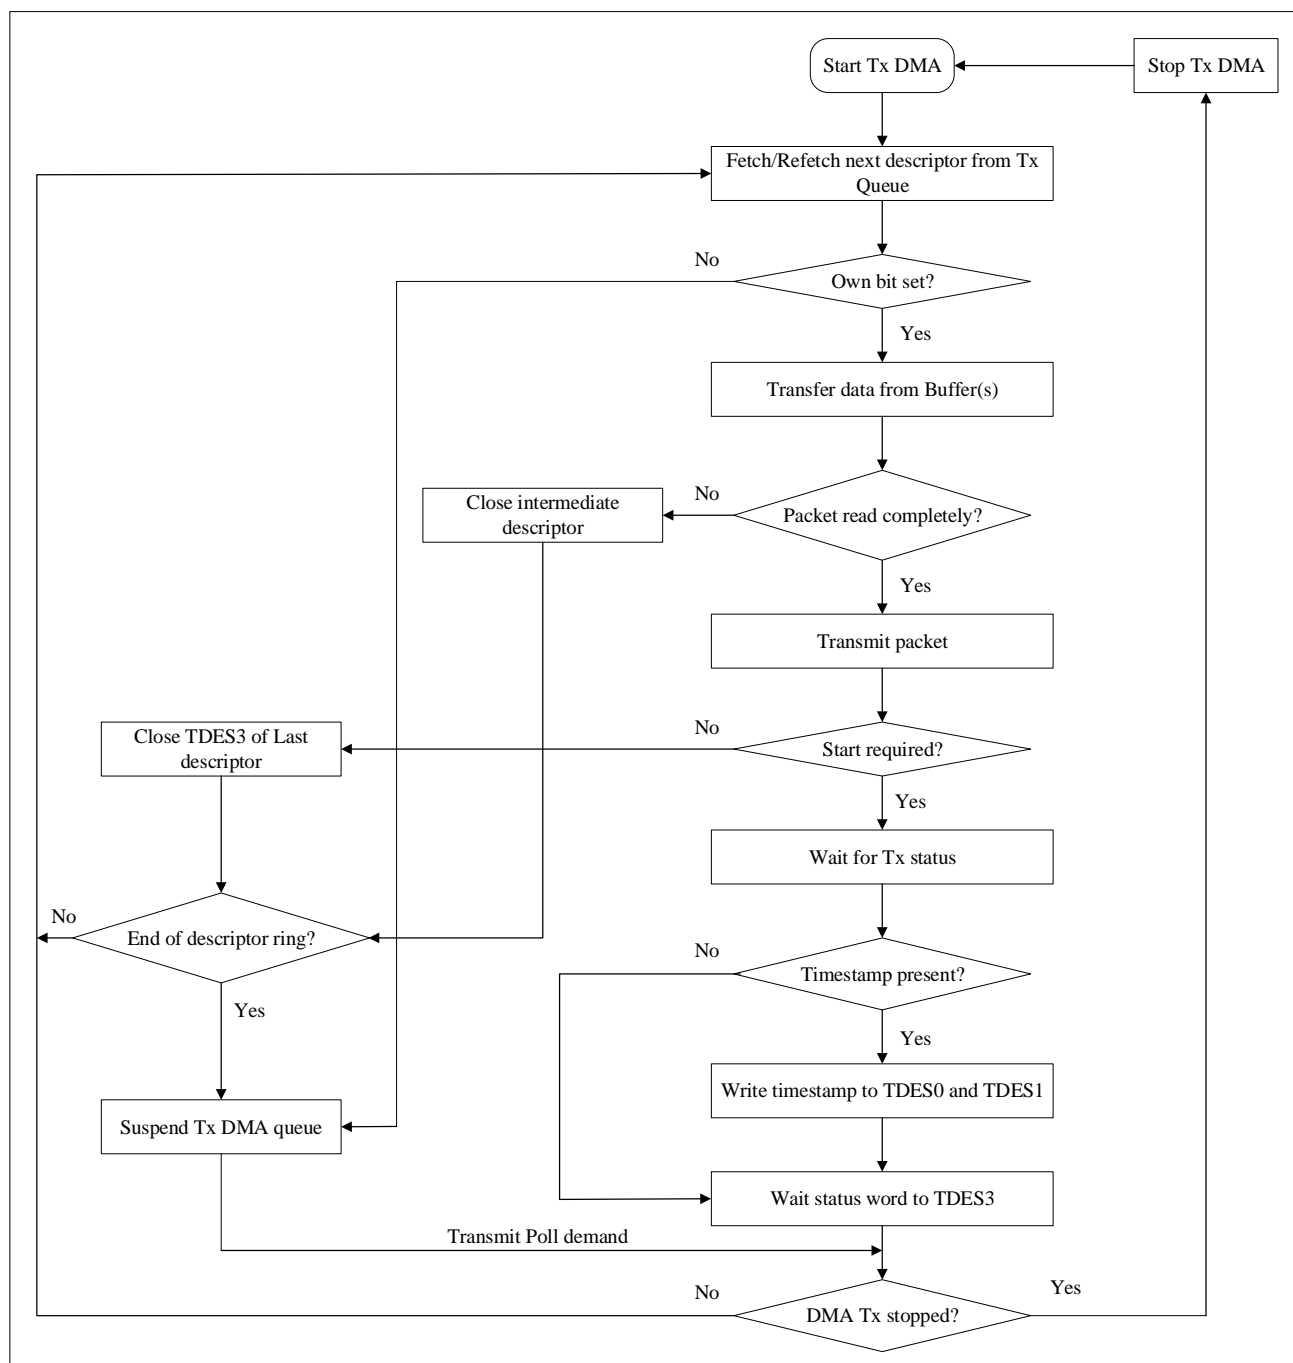 Start Tx DMA
Stop Tx DMA
Fetch/Refetch next descriptor from Tx
Queue
No
Own bit set?
Yes
Transfer data from Buffer(s)
Close intermediate
descriptor
No
Packet read completely?
Yes
Transmit packet
Close TDES3 of Last
descriptor
No
Start required?
Yes
Wait for Tx status
No
End of descriptor ring?
Yes
No
Timestamp present?
Yes
Write timestamp to TDES0 and TDES1
Suspend Tx DMA queue
Wait status word to TDES3
Transmit Poll demand
No
DMA Tx stopped?
Yes